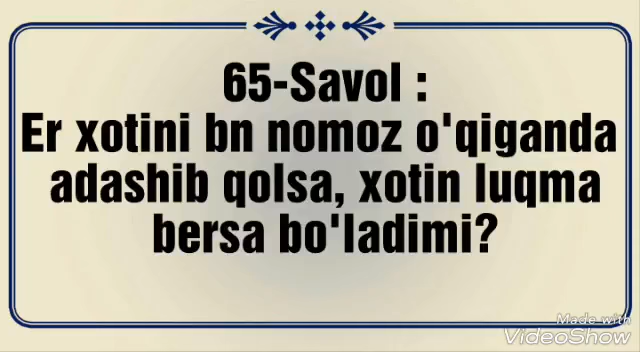 65-Savol :
Er xotini bn nomoz o'qiganda
adashib qolsa, xotin luqma
bersa bo'ladimi?
Made with
VideoShow